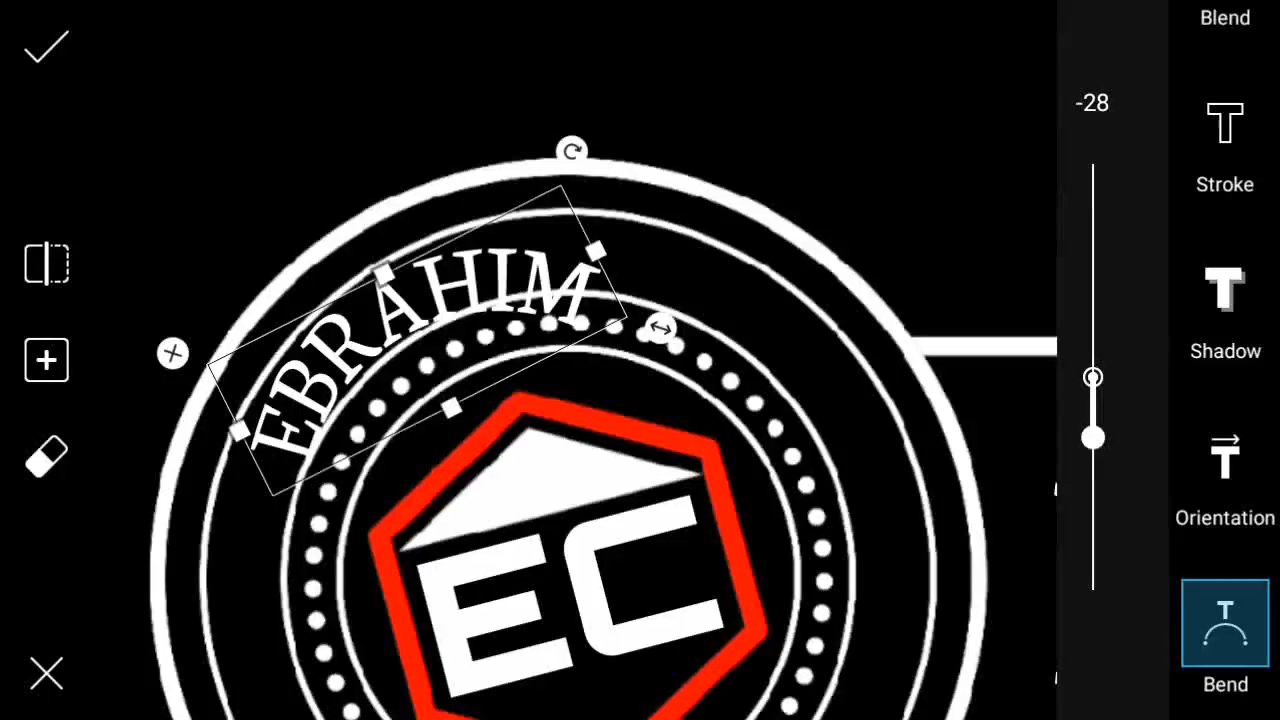 Blend
-28
Stroke
Shadow
Orientation
Bend
EBRAHIM
EC